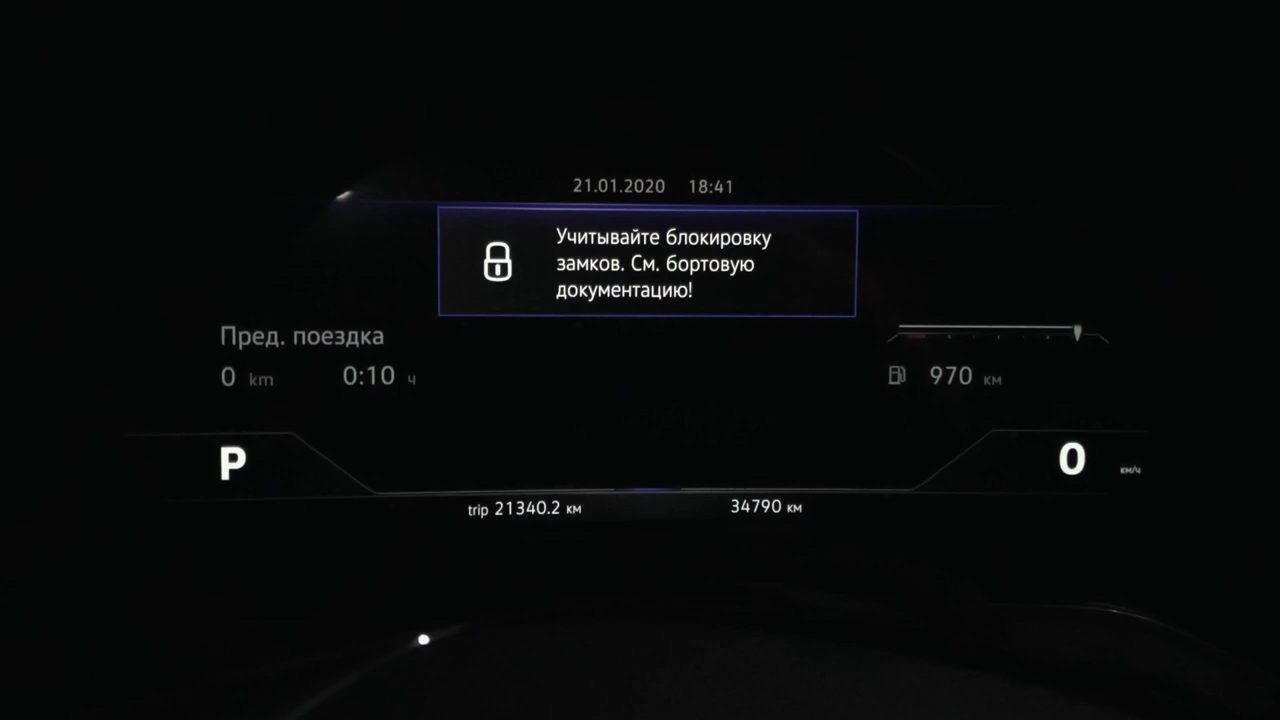 21.01.2020 18:41
Учитывайте блокировку
замков. См. бортовую
документацию!
Пред. поездка
0 km 0:10 ч
970 км
P
0 км/ч
trip 21340.2 км 34790 км